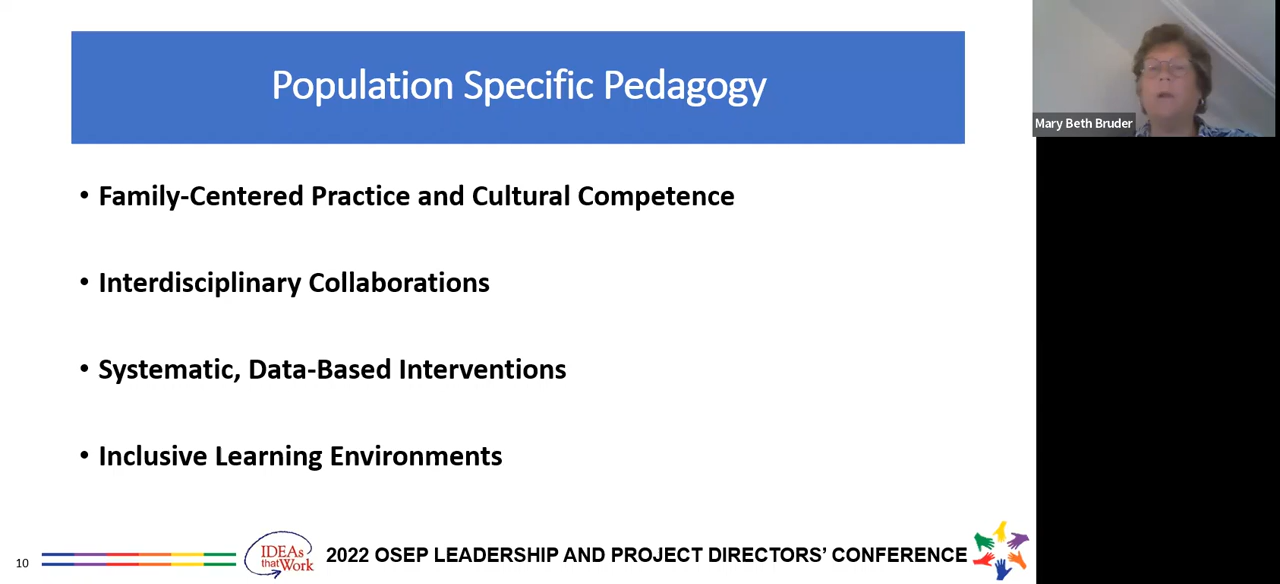 Population Specific Pedagogy
Mary Beth Bruder
• Family-Centered Practice and Cultural Competence
• Interdisciplinary Collaborations
• Systematic, Data-Based Interventions
• Inclusive Learning Environments
10
IDEAs
that Work
2022 OSEP LEADERSHIP AND PROJECT DIRECTORS' CONFERENCE